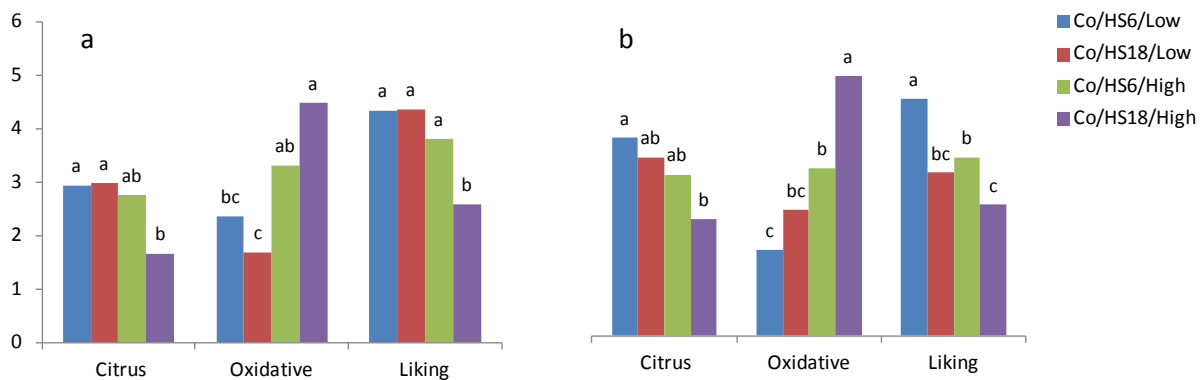 6
5
4
3
2
1
0
a
a a ab b
bc c ab a
a a a b
Citrus Oxidative Liking
b
a ab ab b
c bc b a
a bc b c
Citrus Oxidative Liking
Co/HS6/Low
Co/HS18/Low
Co/HS6/High
Co/HS18/High